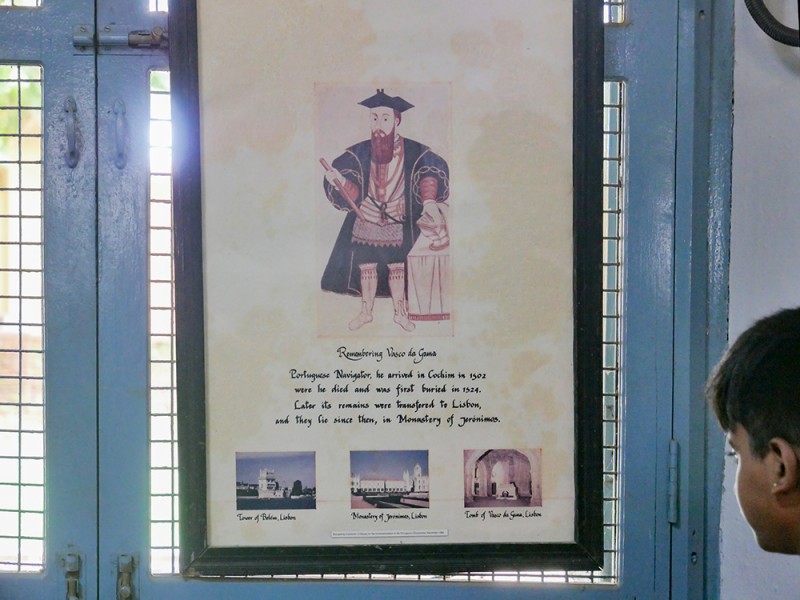 Remembering Vasco da Gama
Portuguese Navigator, he arrived in Cochim in 1502
were he died and was first buried in 1524.
Later its remains were transfered to Lisbon,
and they lie since then, in Monastery of Jerónimos.
Tower of Belém, Lisbon
Monastery of Jerónimos, Lisbon
Tomb of Vasco da Gama, Lisbon